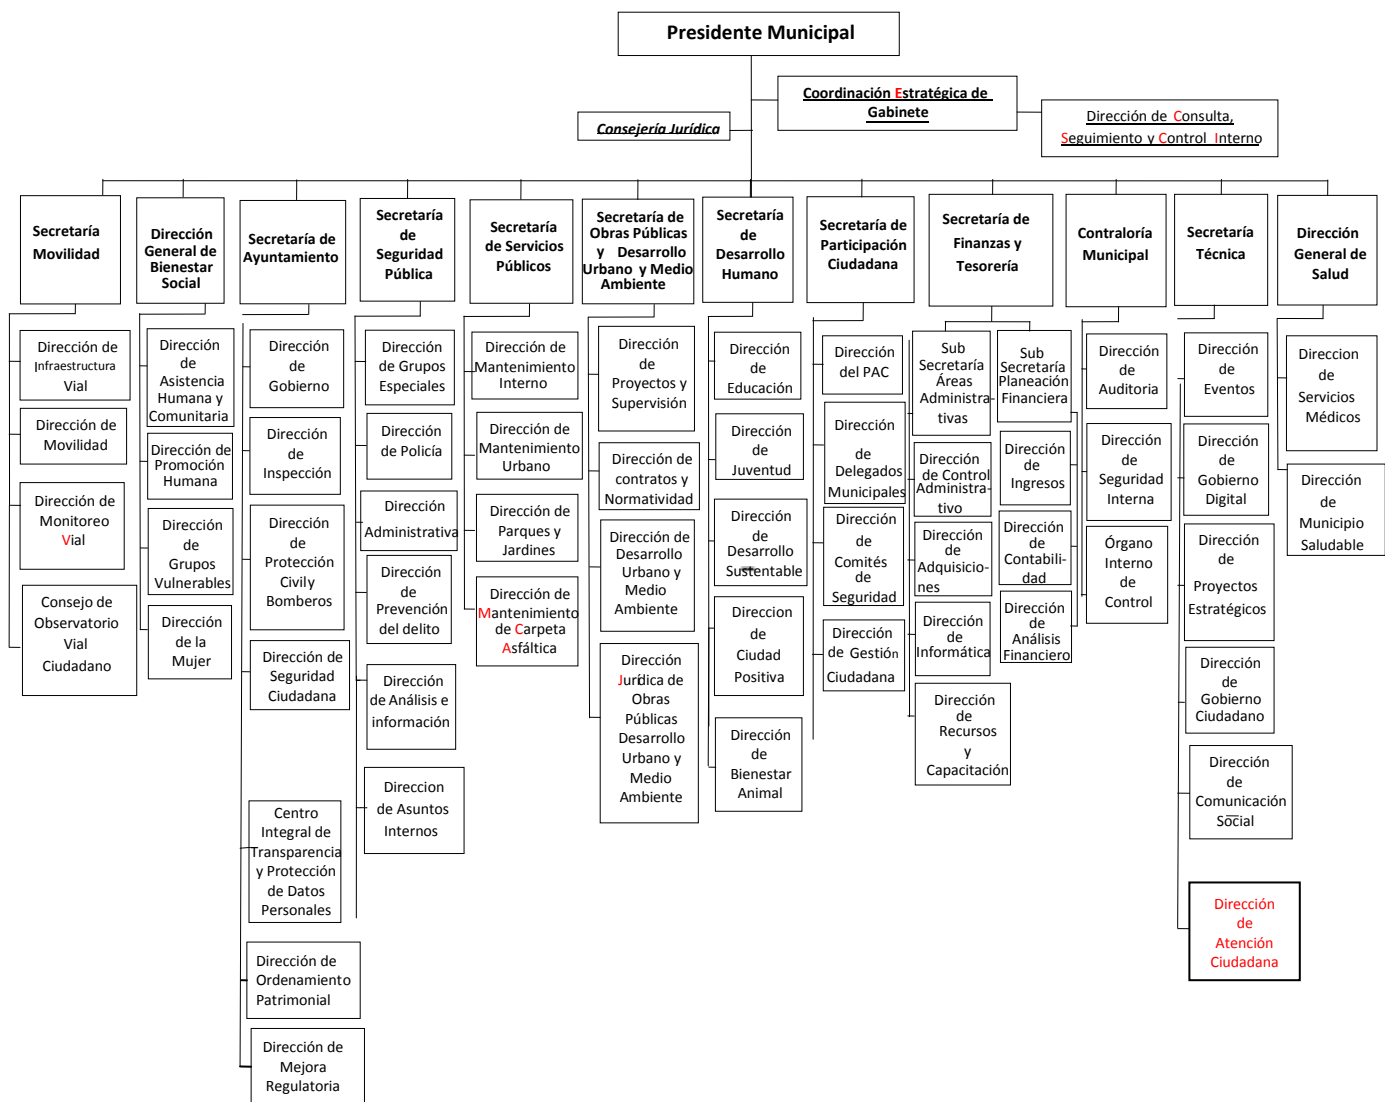 Presidente Municipal
Coordinación Estratégica de
Gabinete
Consejería Jurídica
Dirección de Consulta,
Seguimiento y Control Interno
Secretaría
Movilidad
Dirección
General de
Bienestar
Social
Secretaría de
Ayuntamiento
Secretaría
de
Seguridad
Pública
Secretaría
de Servicios
Públicos
Secretaría de
Obras Públicas
y Desarrollo
Urbano y Medio
Ambiente
Secretaría
de
Desarrollo
Humano
Secretaría de
Participación
Ciudadana
Secretaría de
Finanzas y
Tesorería
Contraloría
Municipal
Secretaría
Técnica
Dirección
General de
Salud
Dirección de
Infraestructura
Vial
Dirección de
Movilidad
Dirección de
Monitoreo
Vial
Consejo de
Observatorio
Vial
Ciudadano
Dirección
de
Asistencia
Humana y
Comunitaria
Dirección de
Promoción
Humana
Dirección
de
Grupos
Vulnerables
Dirección
de la
Mujer
Dirección
de
Gobierno
Dirección
de
Inspección
Dirección
de
Protección
Civil y
Bomberos
Dirección de
Seguridad
Ciudadana
Centro
Integral de
Transparencia
y Protección
de Datos
Personales
Dirección de
Ordenamiento
Patrimonial
Dirección de
Mejora
Regulatoria
Dirección
de Grupos
Especiales
Dirección
de Policía
Dirección
Administrativa
Dirección
de
Prevención
del delito
Dirección
de Análisis e
información
Direccion
de Asuntos
Internos
Dirección de
Mantenimiento
Interno
Dirección de
Mantenimiento
Urbano
Dirección de
Parques y
Jardines
Dirección de
Mantenimiento
de Carpeta
Asfáltica
Dirección
de
Proyectos y
Supervisión
Dirección de
contratos y
Normatividad
Dirección de
Desarrollo
Urbano y
Medio
Ambiente
Dirección
Jurídica de
Obras
Públicas
Desarrollo
Urbano y
Medio
Ambiente
Dirección
de
Educación
Dirección
de
Juventud
Dirección
de
Desarrollo
Sustentable
Direccion
de
Ciudad
Positiva
Dirección
de
Bienestar
Animal
Dirección
del PAC
Dirección
de
Delegados
Municipales
Dirección
de
Comités
de
Seguridad
Dirección
de Gestión
Ciudadana
Sub
Secretaría
Áreas
Administra-
tivas
Dirección
de Control
Administra-
tivo
Dirección
de
Adquisicio-
nes
Dirección
de
Informática
Dirección
de
Recursos
y
Capacitación
Sub
Secretaría
Planeación
Financiera
Dirección
de
Ingresos
Dirección
de
Contabili-
dad
Dirección
de
Análisis
Financiero
Dirección
de
Auditoria
Dirección
de
Seguridad
Interna
Órgano
Interno
de
Control
Dirección
de
Eventos
Dirección
de
Gobierno
Digital
Dirección
de
Proyectos
Estratégicos
Dirección
de
Gobierno
Ciudadano
Dirección
de
Comunicación
Social
Dirección
de
Atención
Ciudadana
Direccion
de
Servicios
Médicos
Dirección
de
Municipio
Saludable